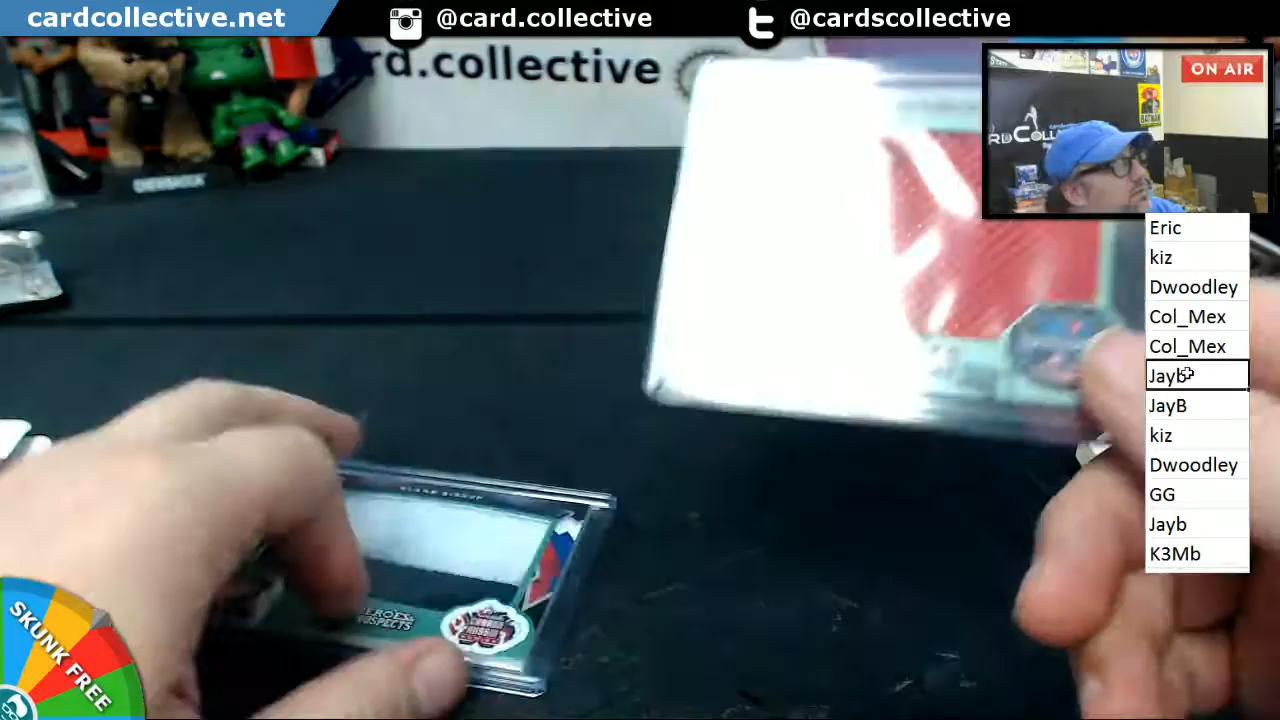 cardcollective.net
@card.collective
@cardscollective
rd.collective
ON AIR
BATMAN
Eric
kiz
Dwoodley
Col_Mex
Col_Mex
Jayb
JayB
kiz
Dwoodley
GG
Jayb
K3Mb
SKUNK FREE